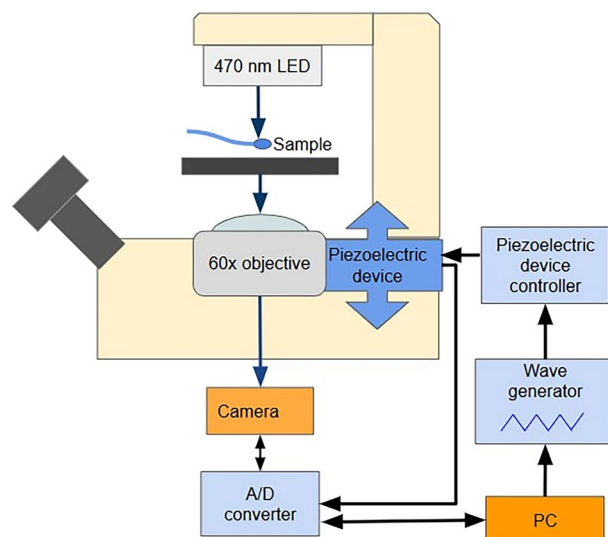 470 nm LED
Sample
60x objective
Piezoelectric
device
Piezoelectric
device
controller
Wave
generator
Camera
A/D
converter
PC